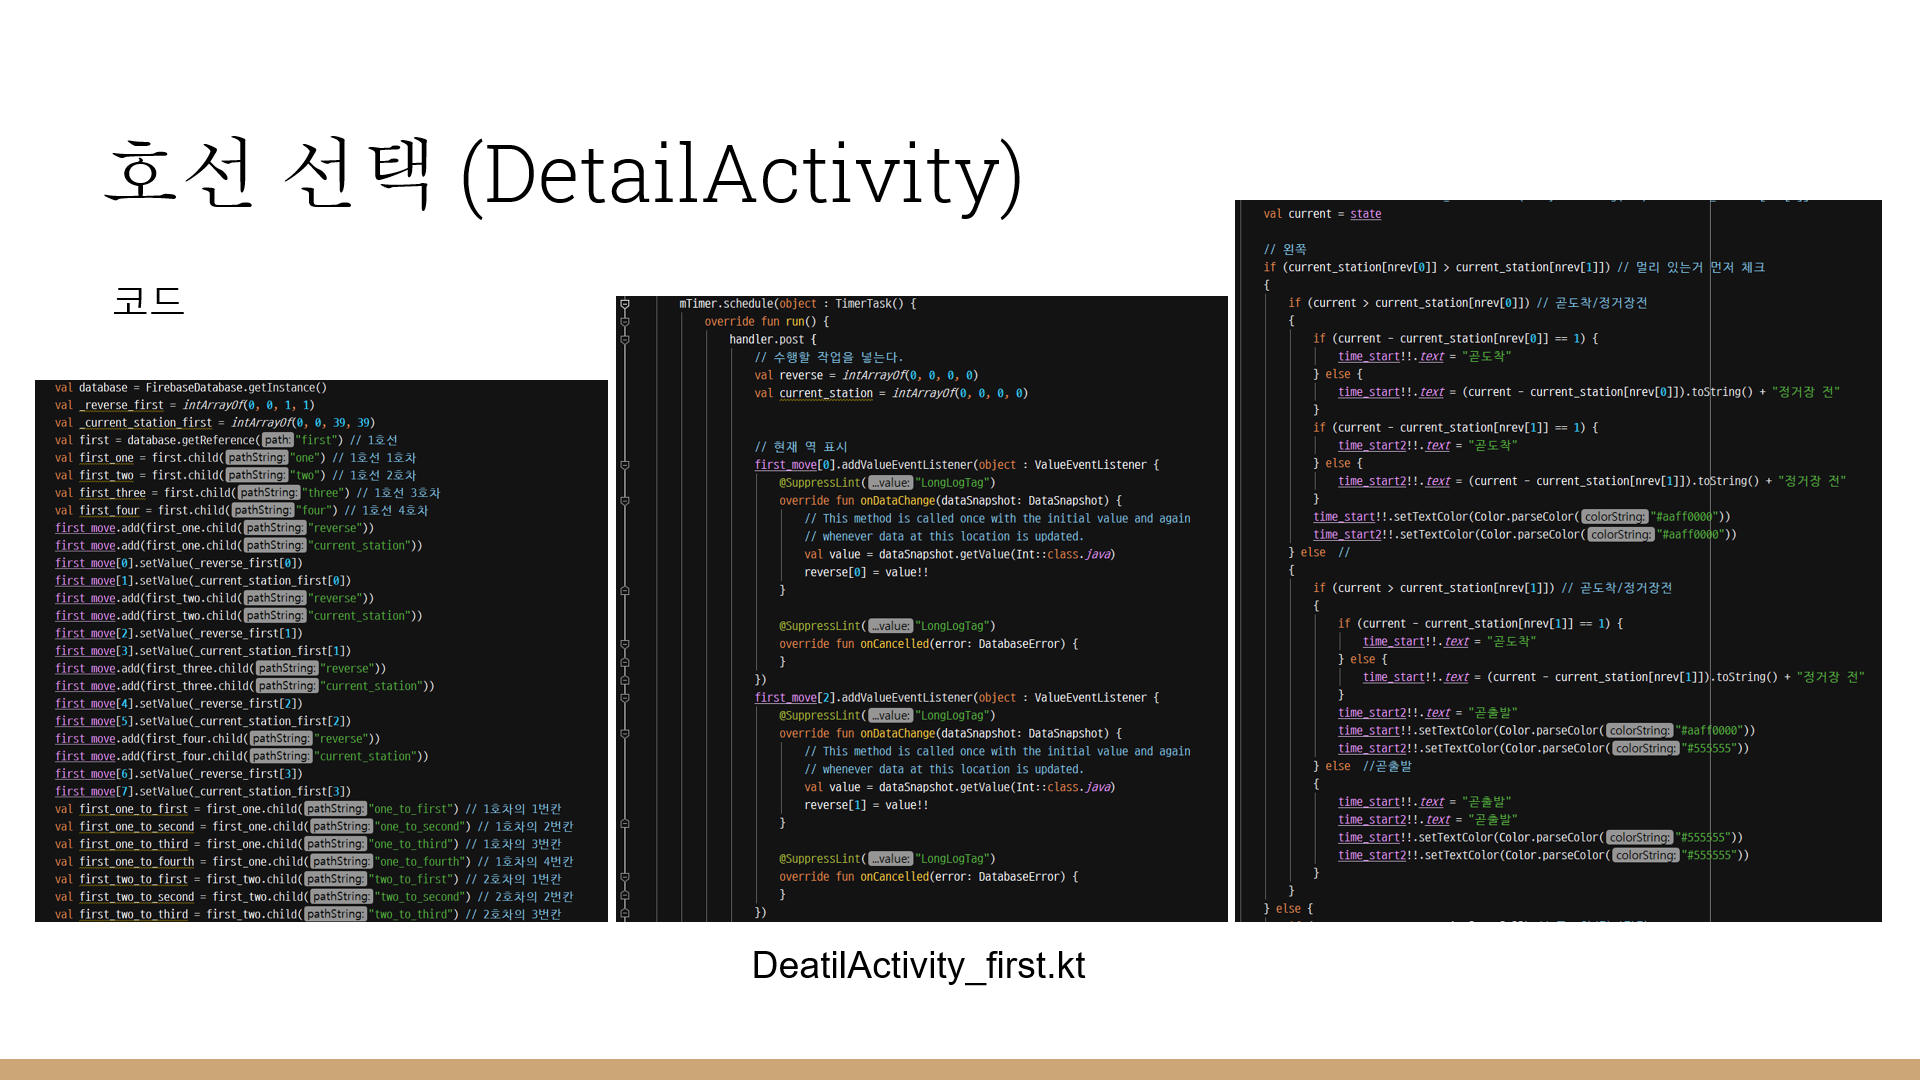 호선 선택 (DetailActivity)
코드
val database = FirebaseDatabase.getInstance()
val _reverse_first = intArrayOf(0, 0, 1, 1)
val _current_station_first = intArrayOf(0, 0, 39, 39)
val first = database.getReference( path: "first") // 1호선
val first_one = first.child( pathString: "one") // 1호선 1호차
val first_two = first.child( pathString: "two") // 1호선 2호차
val first_three = first.child( pathString: "three") // 1호선 3호차
val first_four = first.child( pathString: "four") // 1호선 4호차
first_move.add(first_one.child( pathString: "reverse"))
first_move.add(first_one.child( pathString: "current_station"))
first_move[0].setValue(_reverse_first[0])
first_move[1].setValue(_current_station_first[0])
first_move.add(first_two.child( pathString: "reverse"))
first_move.add(first_two.child( pathString: "current_station"))
first_move[2].setValue(_reverse_first[1])
first_move[3].setValue(_current_station_first[1])
first_move.add(first_three.child( pathString: "reverse"))
first_move.add(first_three.child( pathString: "current_station"))
first_move[4].setValue(_reverse_first[2])
first_move[5].setValue(_current_station_first[2])
first_move.add(first_four.child( pathString: "reverse"))
first_move.add(first_four.child( pathString: "current_station"))
first_move[6].setValue(_reverse_first[3])
first_move[7].setValue(_current_station_first[3])
val first_one_to_first = first_one.child( pathString: "one_to_first") // 1호차의 1번칸
val first_one_to_second = first_one.child( pathString: "one_to_second") // 1호차의 2번칸
val first_one_to_third = first_one.child( pathString: "one_to_third") // 1호차의 3번칸
val first_one_to_fourth = first_one.child( pathString: "one_to_fourth") // 1호차의 4번칸
val first_two_to_first = first_two.child( pathString: "two_to_first") // 2호차의 1번칸
val first_two_to_second = first_two.child( pathString: "two_to_second") // 2호차의 2번칸
val first_two_to_third = first_two.child( pathString: "two_to_third") // 2호차의 3번칸
mTimer.schedule(object : TimerTask() {
override fun run() {
handler.post {
// 수행할 작업을 넣는다.
val reverse = intArrayOf(0, 0, 0, 0)
val current_station = intArrayOf(0, 0, 0, 0)
// 현재 역 표시
first_move[0].addValueEventListener(object : ValueEventListener {
@SuppressLint( ...value: "LongLogTag")
override fun onDataChange(dataSnapshot: DataSnapshot) {
// This method is called once with the initial value and again
// whenever data at this location is updated.
val value = dataSnapshot.getValue(Int::class.java)
reverse[0] = value!!
}
@SuppressLint( ...value: "LongLogTag")
override fun onCancelled(error: DatabaseError) {
}
})
first_move[2].addValueEventListener(object : ValueEventListener {
@SuppressLint( ...value: "LongLogTag")
override fun onDataChange(dataSnapshot: DataSnapshot) {
// This method is called once with the initial value and again
// whenever data at this location is updated.
val value = dataSnapshot.getValue(Int::class.java)
reverse[1] = value!!
}
@SuppressLint( ...value: "LongLogTag")
override fun onCancelled(error: DatabaseError) {
}
})
val current = state
// 왼쪽
if (current_station[nrev[0]] > current_station[nrev[1]]) // 멀리 있는거 먼저 체크
{
if (current > current_station[nrev[0]]) // 곧도착/정거장전
{
if (current - current_station[nrev[0]] == 1) {
time_start!!.text = "곧도착"
} else {
time_start!!.text = (current - current_station[nrev[0]]).toString() + "정거장 전"
}
if (current - current_station[nrev[1]] == 1) {
time_start2!!.text = "곧도착"
} else {
time_start2!!.text = (current - current_station[nrev[1]]).toString() + "정거장 전"
}
time_start!!.setTextColor(Color.parseColor( colorString: "#aaff0000"))
time_start2!!.setTextColor(Color.parseColor( colorString: "#aaff0000"))
} else //
{
if (current > current_station[nrev[1]]) // 곧도착/정거장전
{
if (current - current_station[nrev[1]] == 1) {
time_start!!.text = "곧도착"
} else {
time_start!!.text = (current - current_station[nrev[1]]).toString() + "정거장 전"
}
time_start2!!.text = "곧출발"
time_start!!.setTextColor(Color.parseColor( colorString: "#aaff0000"))
time_start2!!.setTextColor(Color.parseColor( colorString: "#555555"))
} else //곧출발
{
time_start!!.text = "곧출발"
time_start2!!.text = "곧출발"
time_start!!.setTextColor(Color.parseColor( colorString: "#555555"))
time_start2!!.setTextColor(Color.parseColor( colorString: "#555555"))
}
}
} else {
DeatilActivity_first.kt